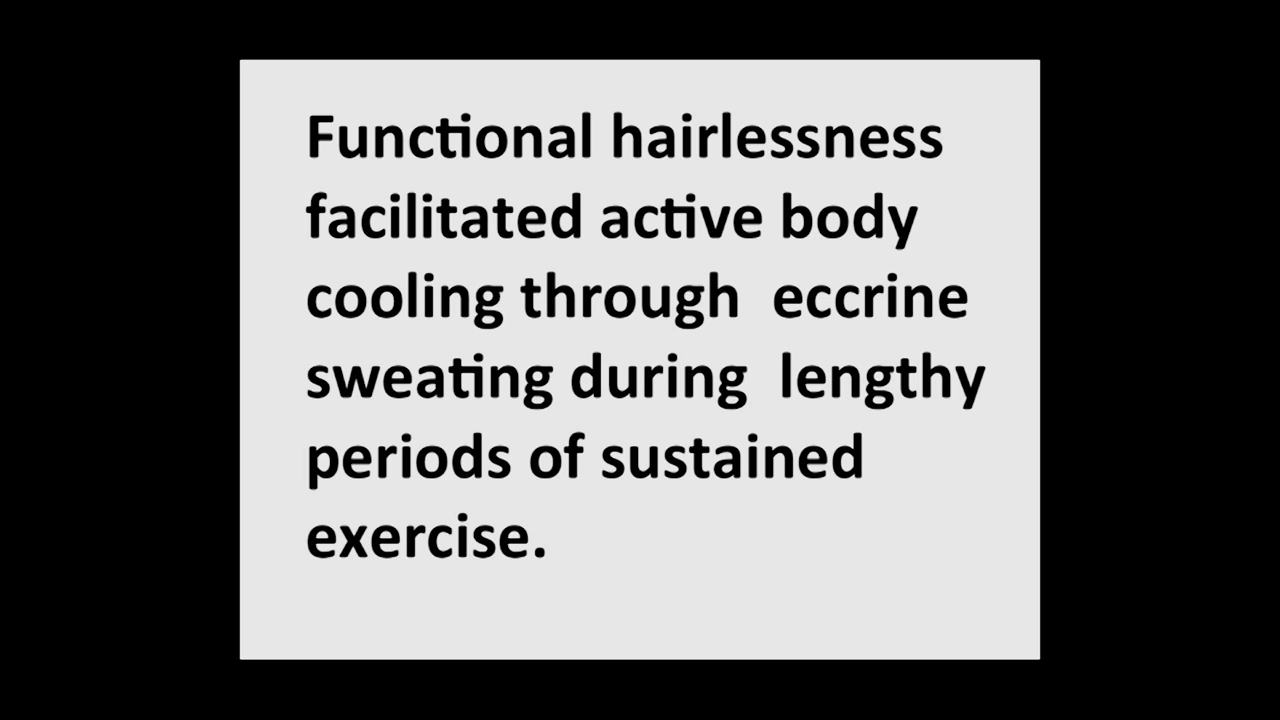 Functional hairlessness
facilitated active body
cooling through  eccrine
sweating during  lengthy
periods of sustained
exercise.